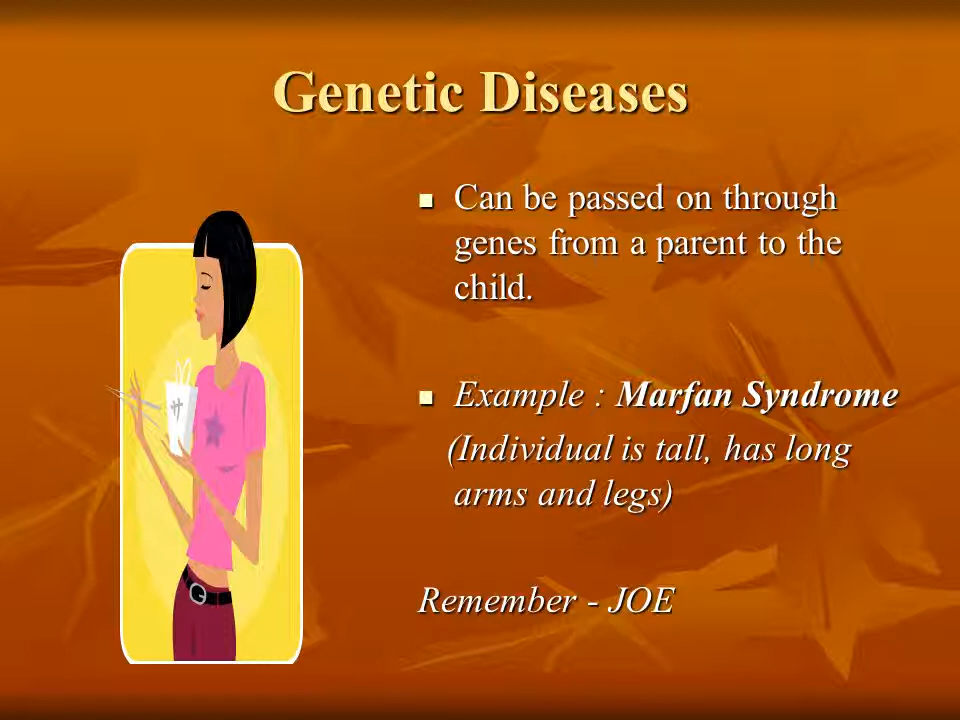 Genetic Diseases
Can be passed on through
genes from a parent to the
child.
Example : Marfan Syndrome
(Individual is tall, has long
arms and legs)
Remember - JOE